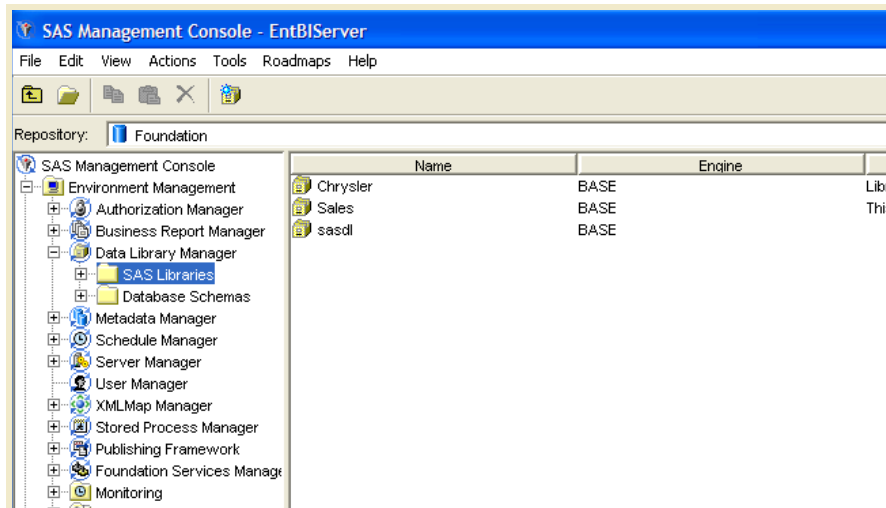 SAS Management Console - EntBIServer
File Edit View Actions Tools Roadmaps Help
Repository: Foundation
SAS Management Console
Environment Management
Authorization Manager
Business Report Manager
Data Library Manager
SAS Libraries
Database Schemas
Metadata Manager
Schedule Manager
Server Manager
User Manager
XMLMap Manager
Stored Process Manager
Publishing Framework
Foundation Services Manage
Monitoring
Name Engine
Chrysler BASE Lib
Sales BASE Thi
sasdl BASE